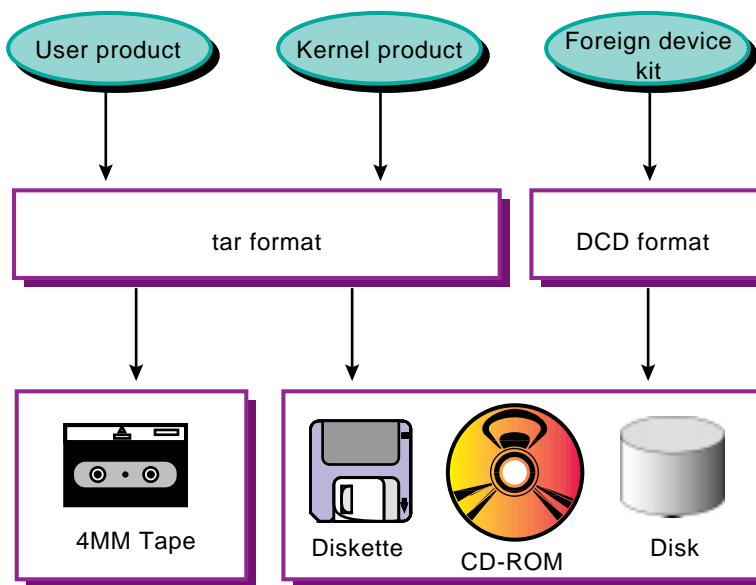 User product
Kernel product
Foreign device
kit
tar format
DCD format
4MM Tape
Diskette
CD-ROM
Disk